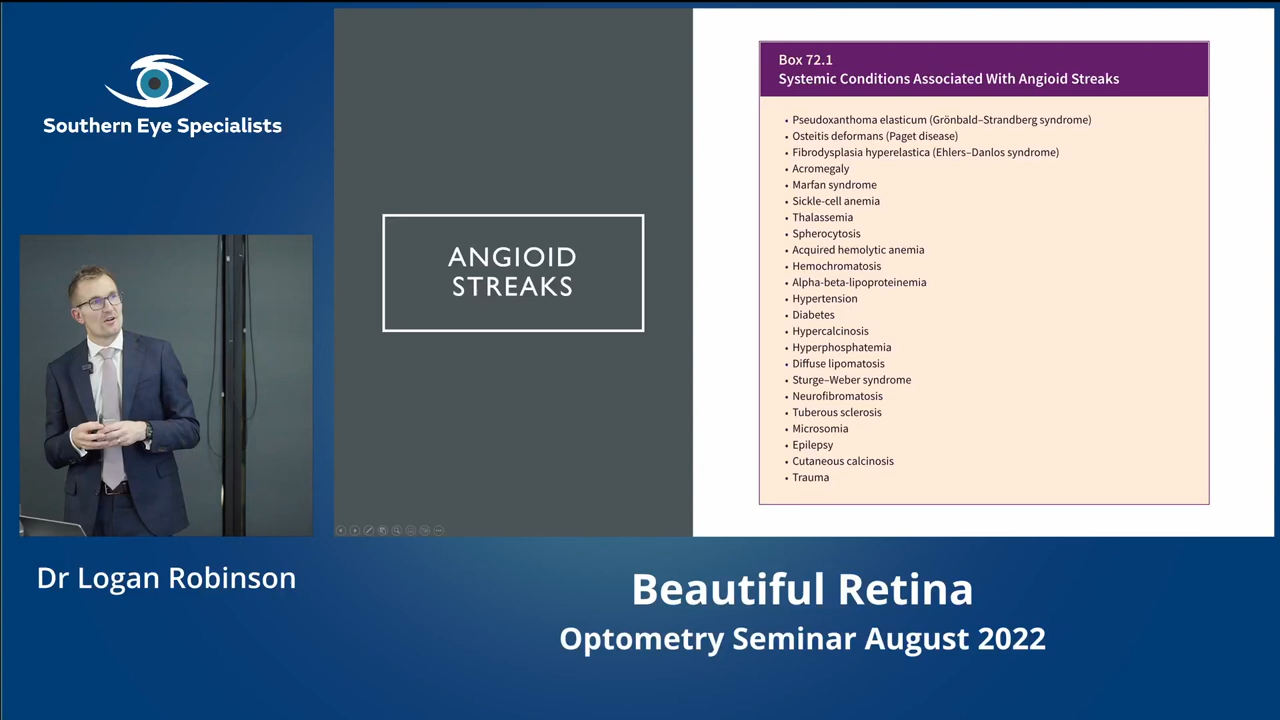 Southern Eye Specialists
ANGIOID
STREAKS
Box 72.1
Systemic Conditions Associated With Angioid Streaks
• Pseudoxanthoma elasticum (Grönbald–Strandberg syndrome)
• Osteitis deformans (Paget disease)
• Fibrodysplasia hyperelastica (Ehlers–Danlos syndrome)
• Acromegaly
• Marfan syndrome
• Sickle-cell anemia
• Thalassemia
• Spherocytosis
• Acquired hemolytic anemia
• Hemochromatosis
• Alpha-beta-lipoproteinemia
• Hypertension
• Diabetes
• Hypercalcinosis
• Hyperphosphatemia
• Diffuse lipomatosis
• Sturge–Weber syndrome
• Neurofibromatosis
• Tuberous sclerosis
• Microsomia
• Epilepsy
• Cutaneous calcinosis
• Trauma
Dr Logan Robinson
Beautiful Retina
Optometry Seminar August 2022